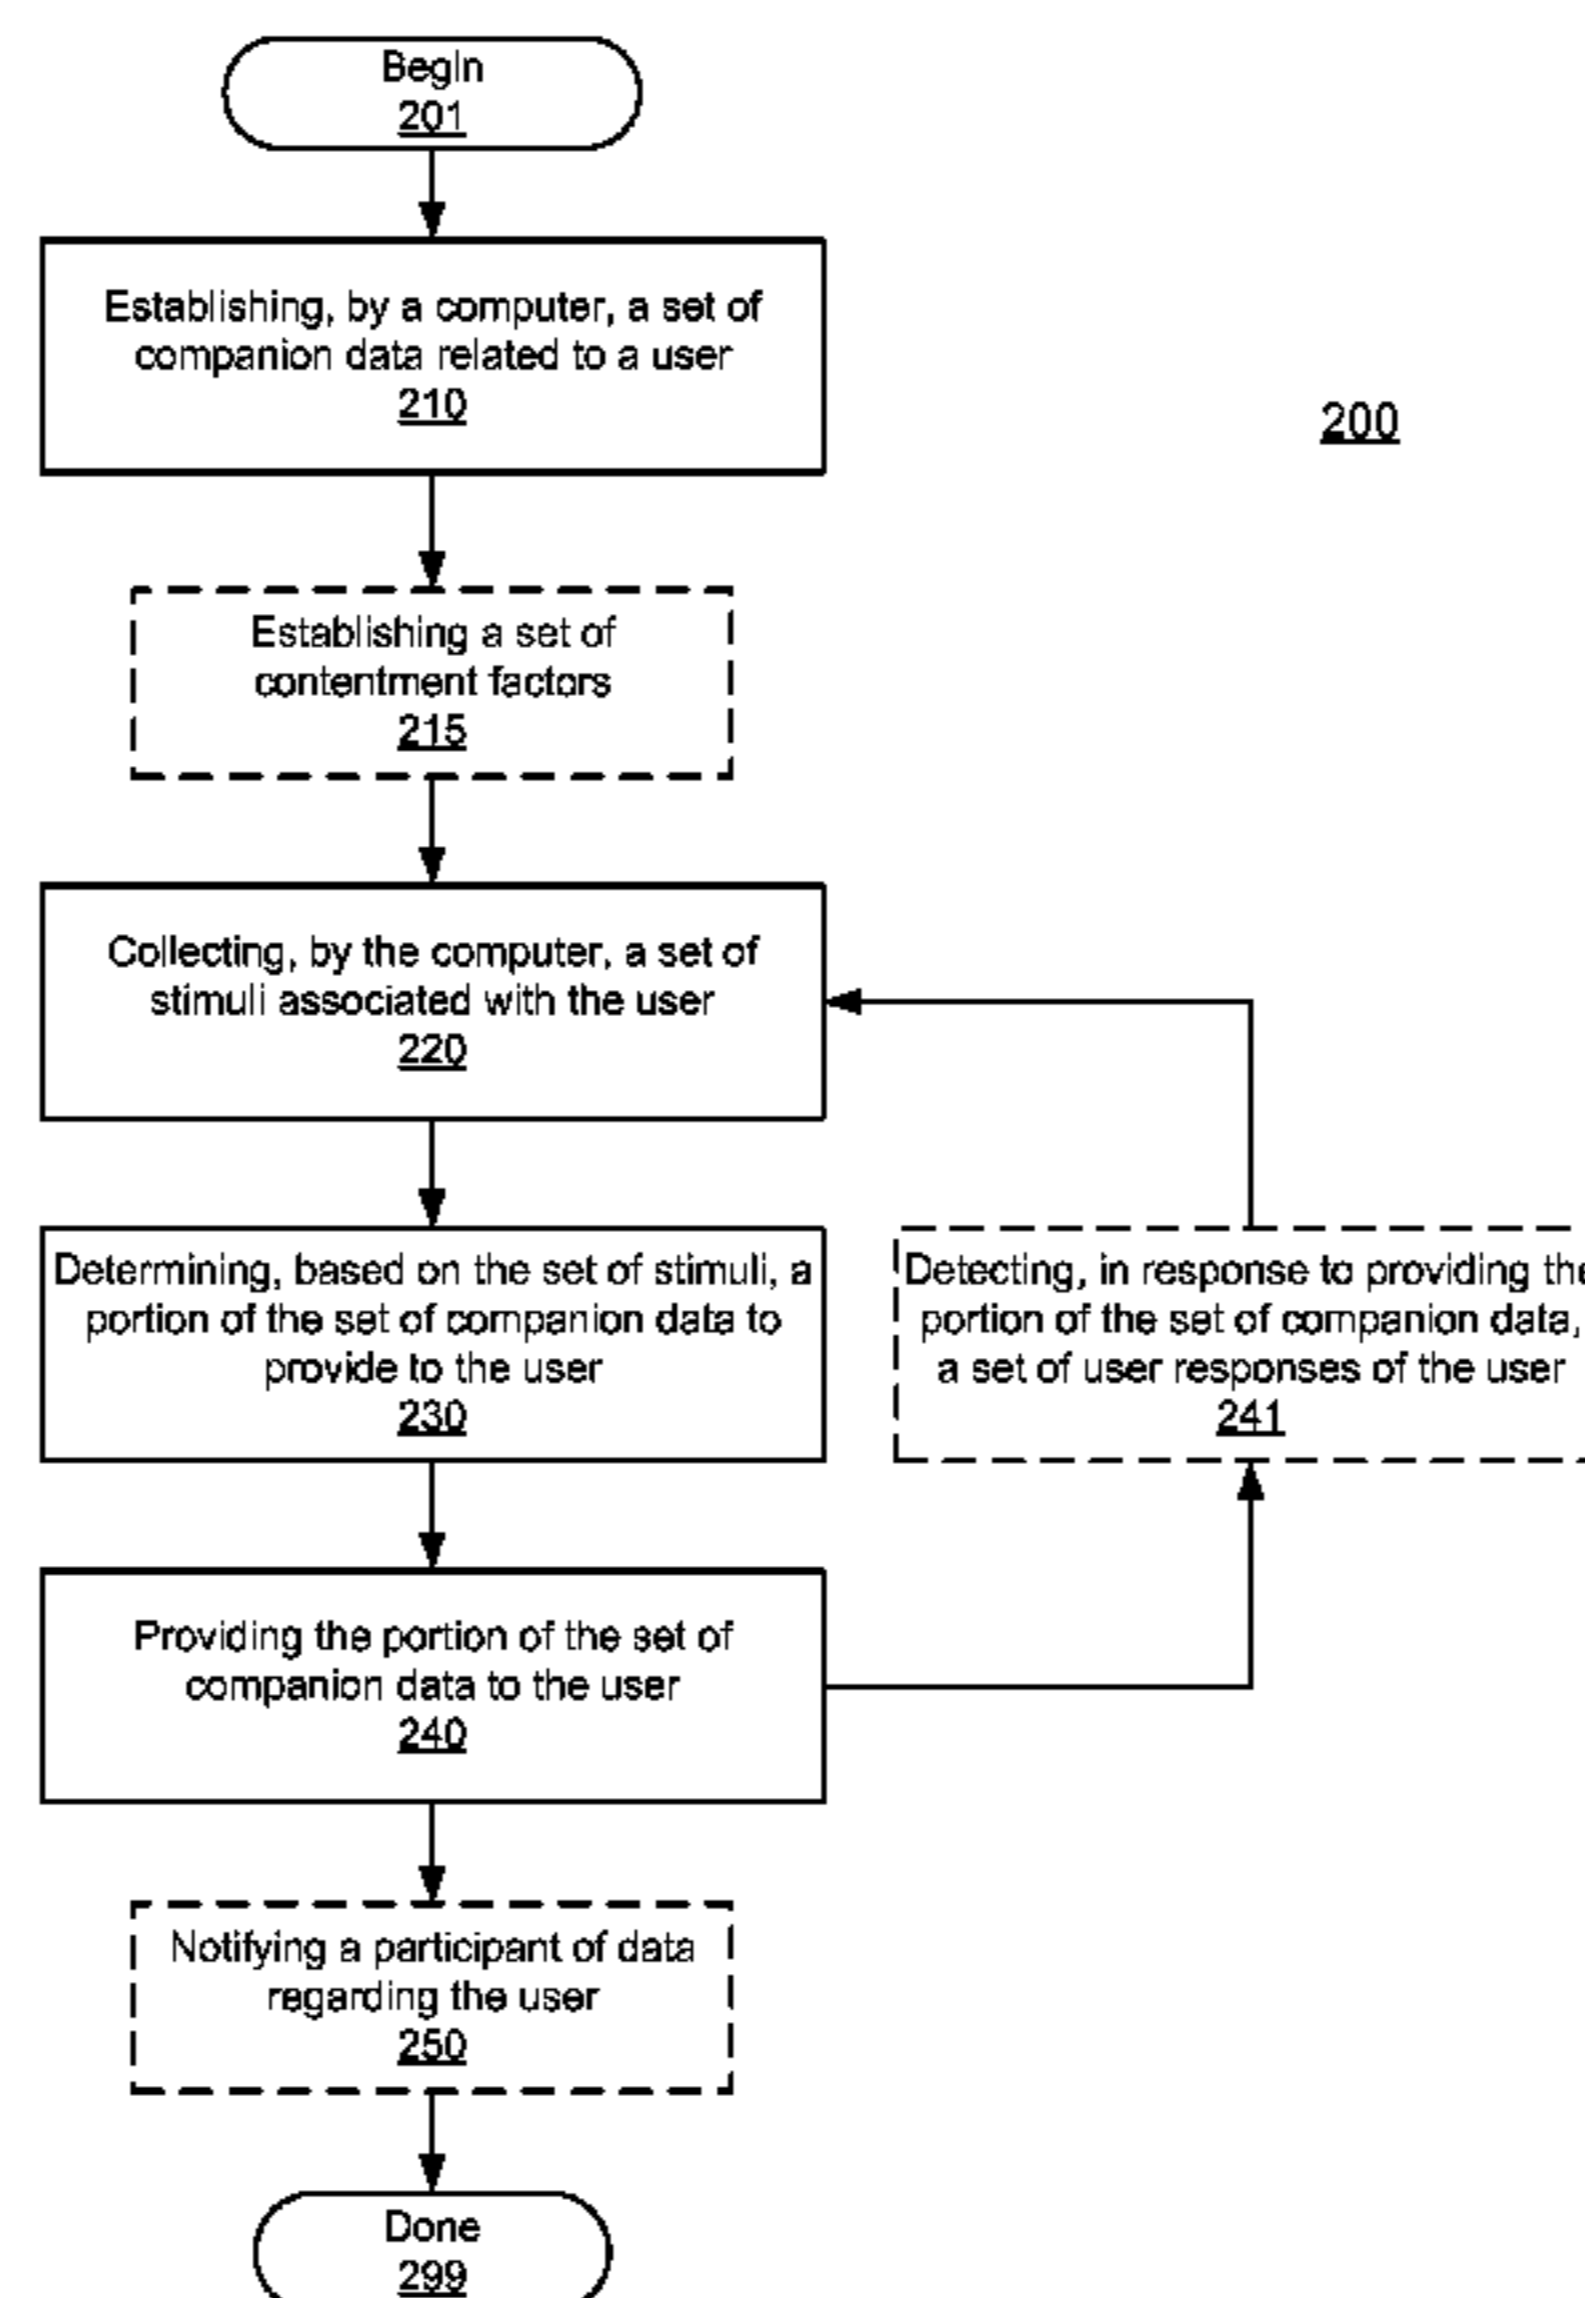 Begin
201
Establishing, by a computer, a set of
companion data related to a user
210
200
Establishing a set of
contentment factors
215
Collecting, by the computer, a set of
stimuli associated with the user
220
Determining, based on the set of stimuli, a
portion of the set of companion data to
provide to the user
230
Detecting, in response to providing the
portion of the set of companion data,
a set of user responses of the user
241
Providing the portion of the set of
companion data to the user
240
Notifying a participant of data
regarding the user
250
Done
299